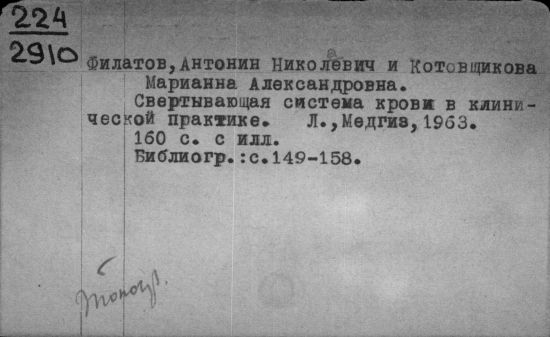 224
2910
Филатов, Антонин Николаевич и Котовщикова
Марианна Александровна.
Свертывающая система крови в клини-
ческой практике. Л., Медгиз, 1963.
160 с. с илл.
Библиогр.:с.149-158.